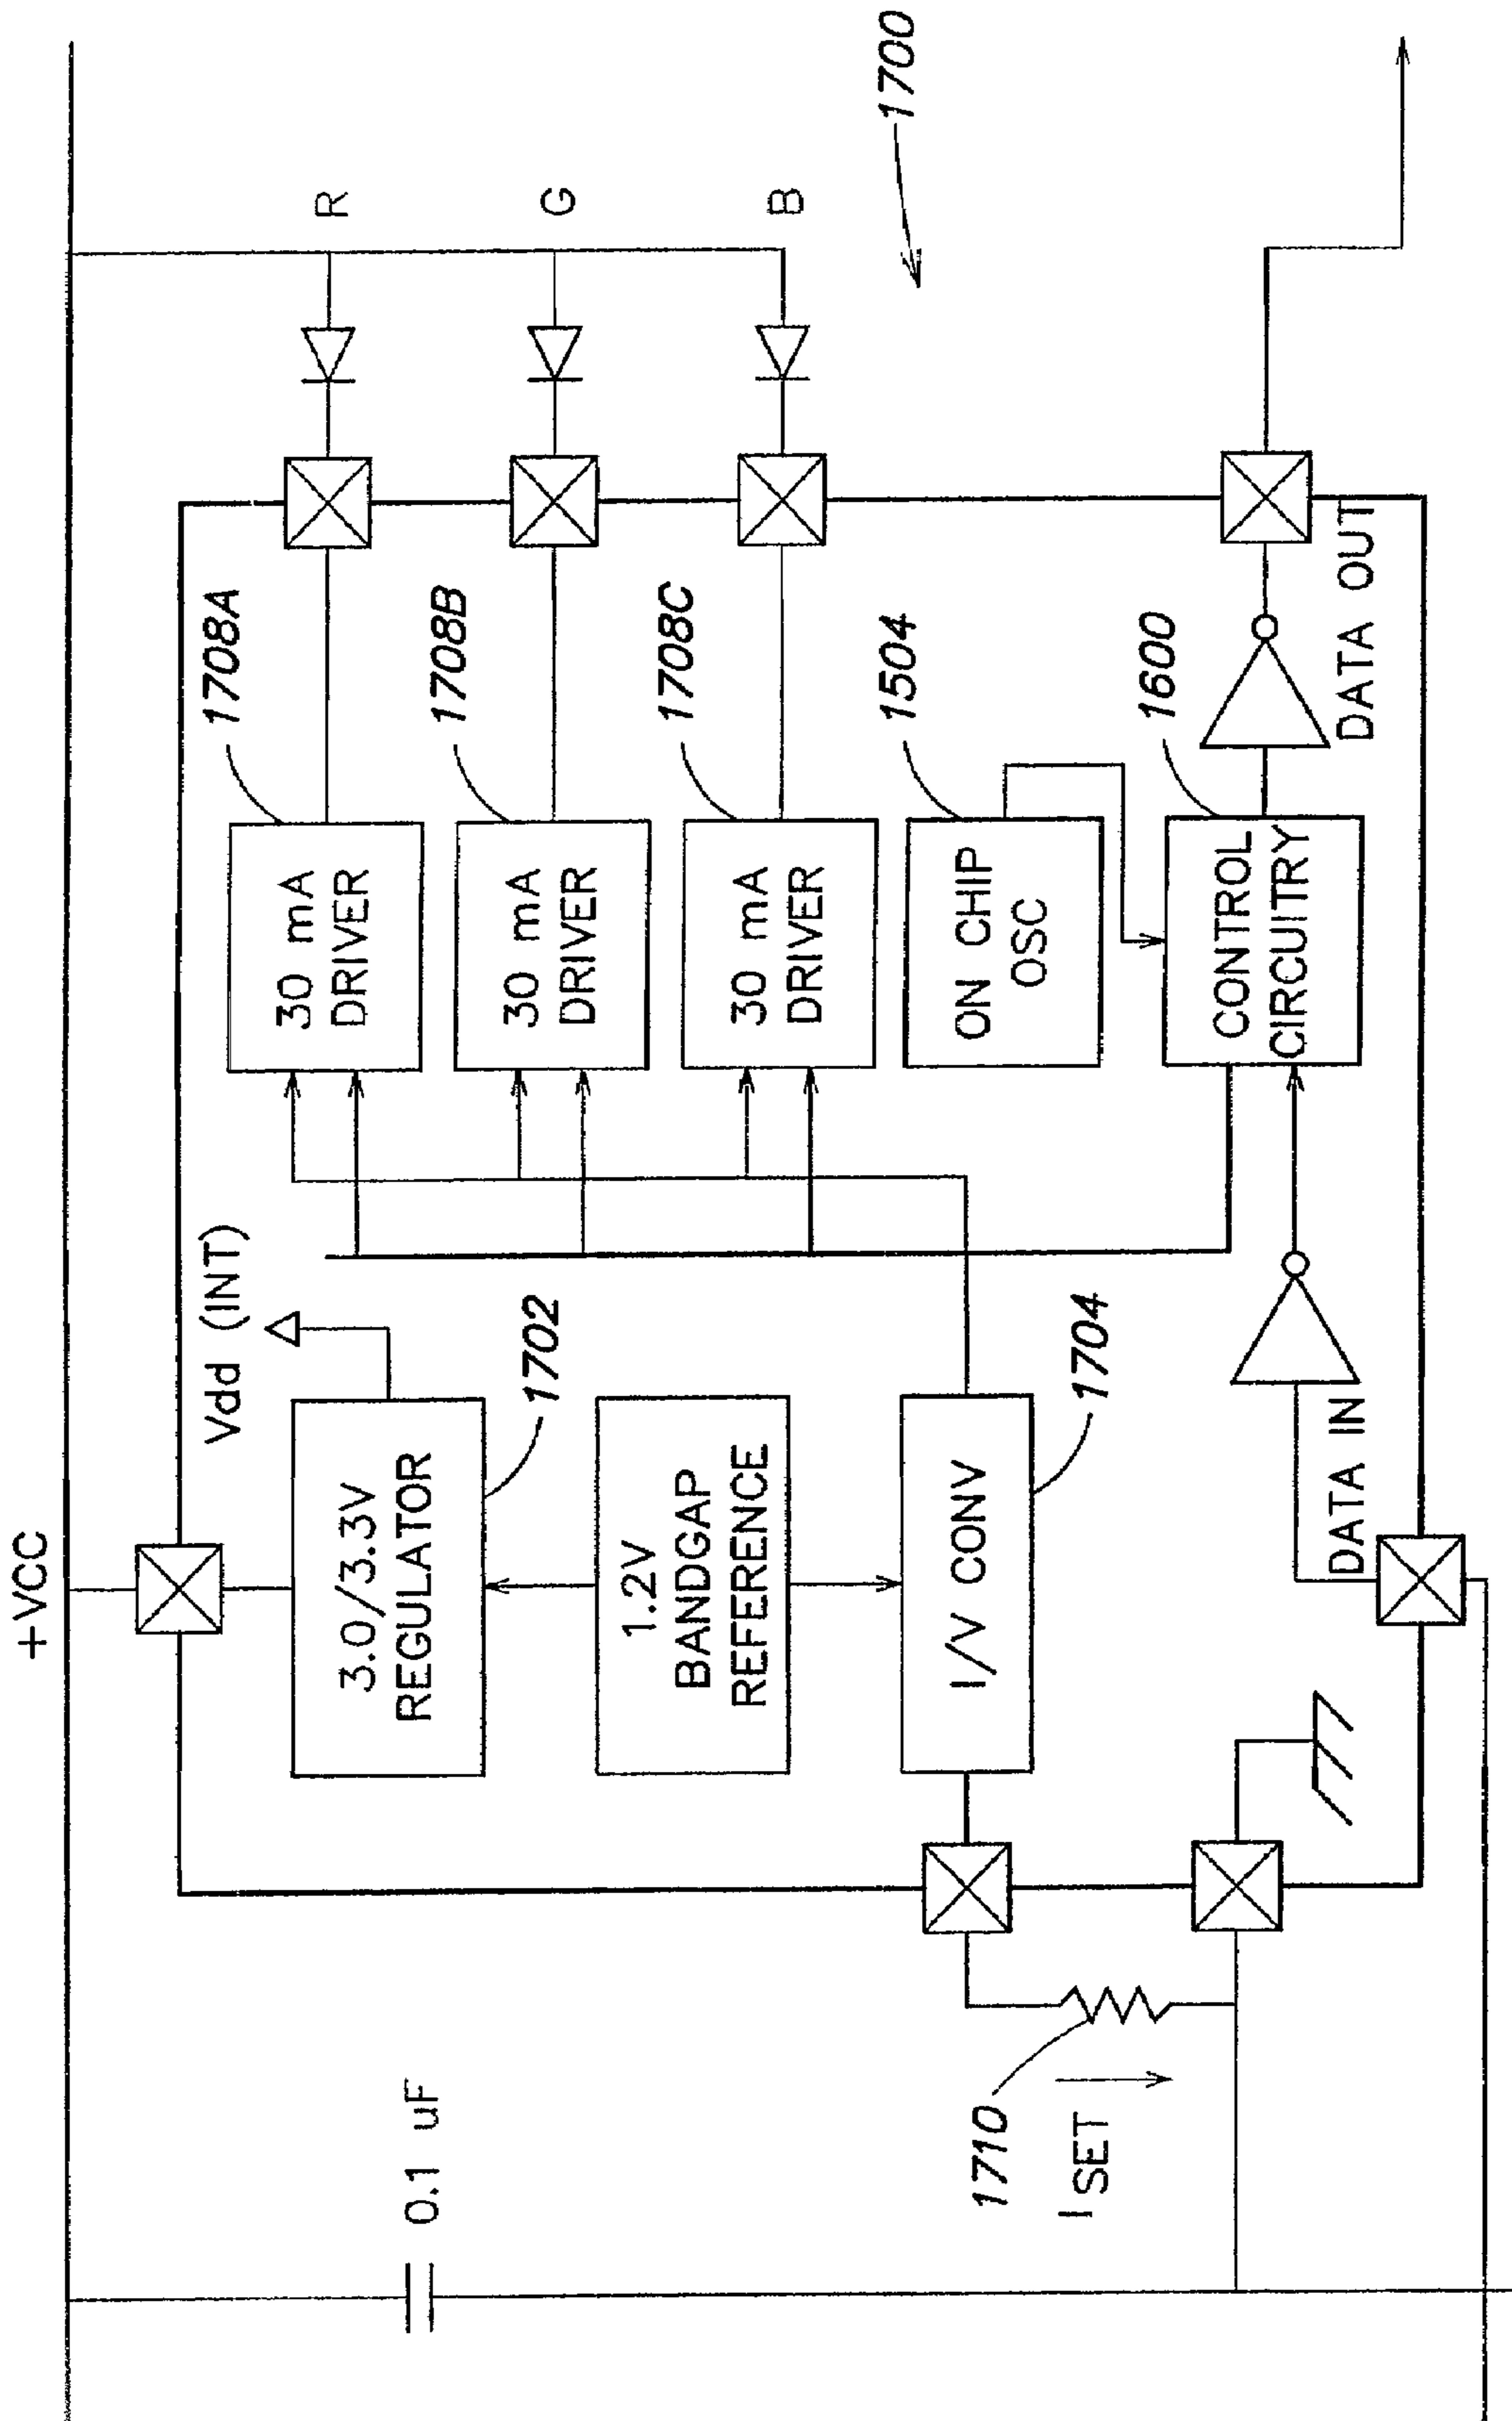 +VCC
Vdd (INT)
3.0/3.3V
REGULATOR
1702
1.2V
BANDGAP
REFERENCE
I/V CONV
1704
0.1 uF
1710
I SET
DATA IN
30 mA
DRIVER
1708A
30 mA
DRIVER
1708B
30 mA
DRIVER
1708C
ON CHIP
OSC
1504
CONTROL
CIRCUITRY
1600
DATA OUT
R
G
B
1700